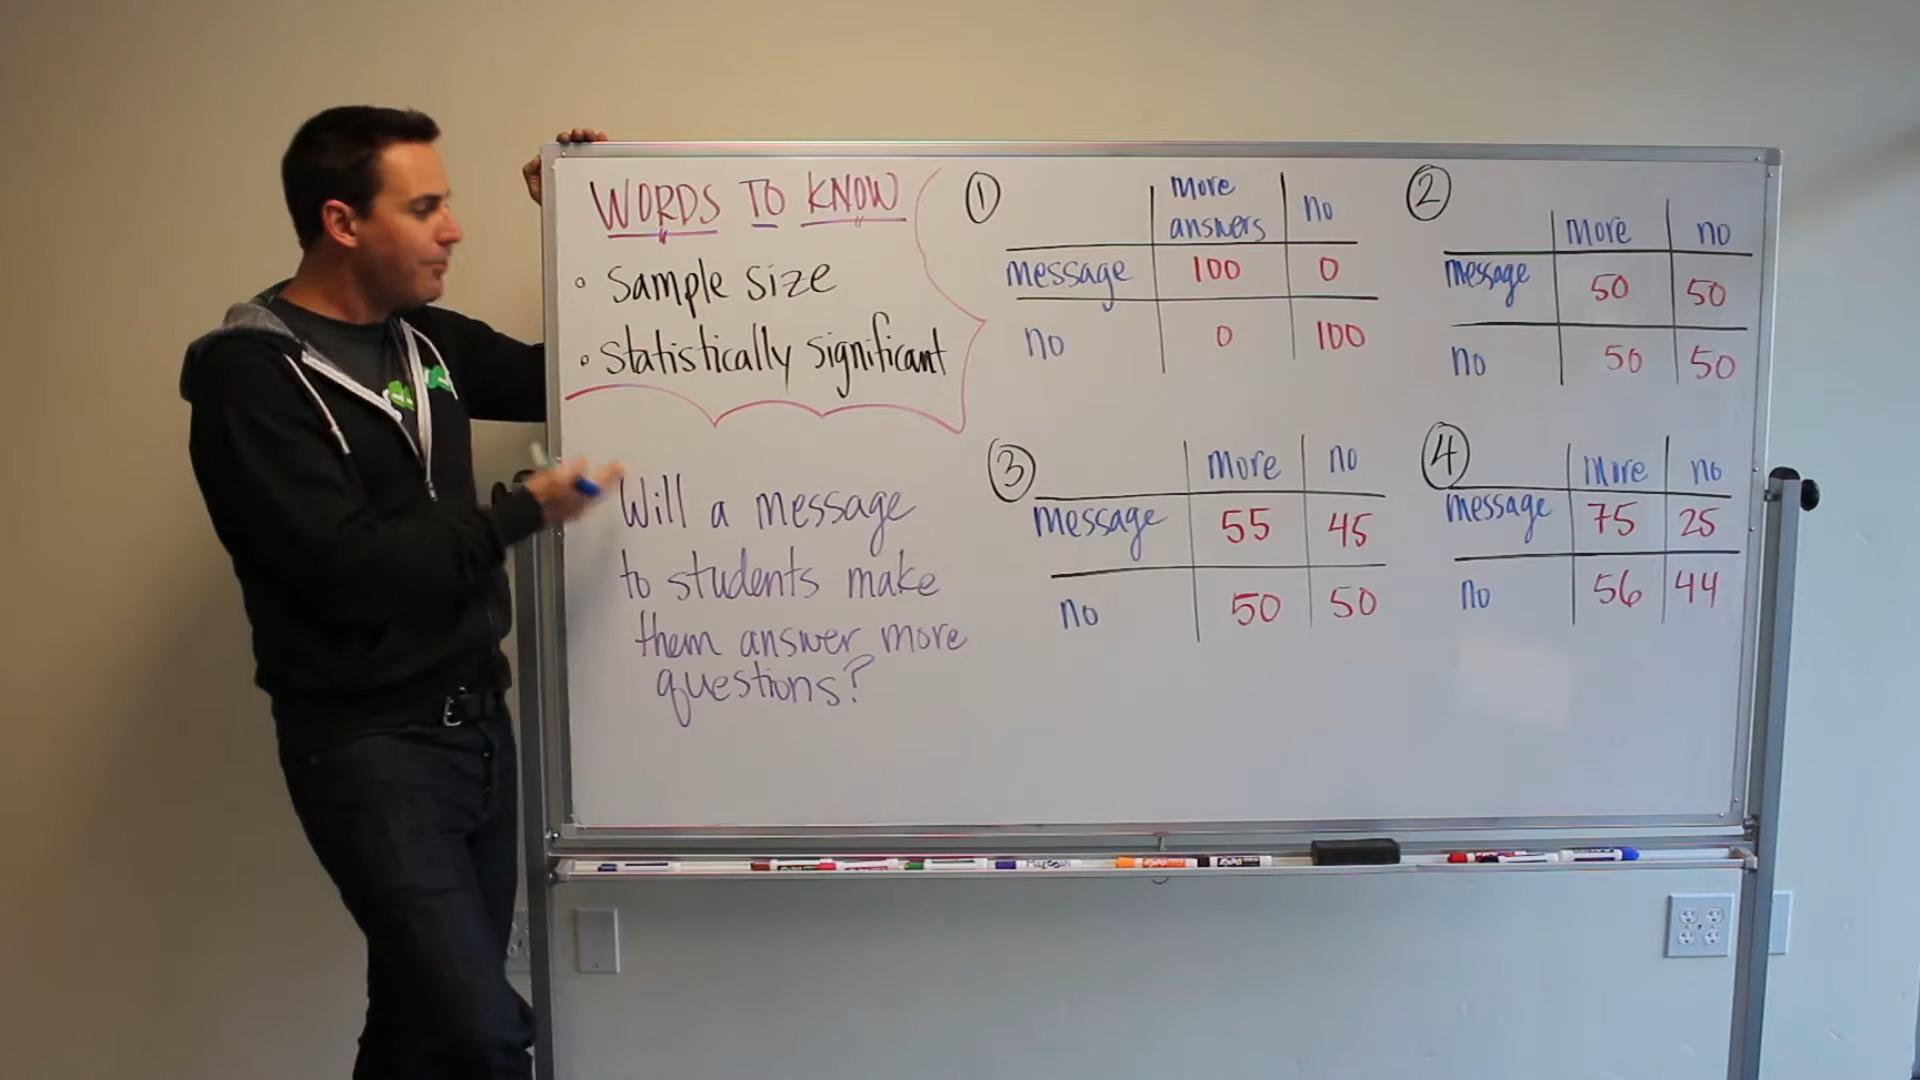 WORDS TO KNOW
• sample size
• statistically significant
Will a message
to students make
them answer more
questions?
1
more answers no
message 100 0
no 0 100
2
more no
message 50 50
no 50 50
3
more no
message 55 45
no 50 50
4
more no
message 75 25
no 56 44